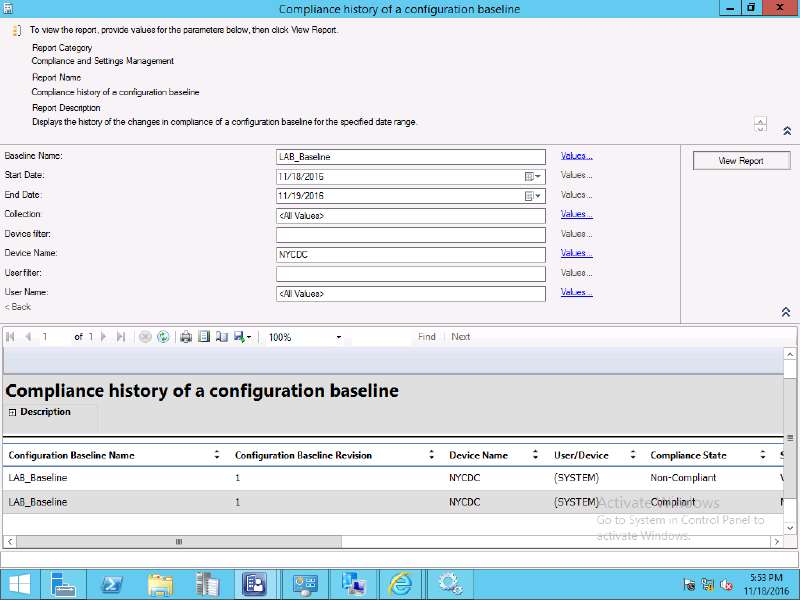 Compliance history of a configuration baseline
To view the report, provide values for the parameters below, then click View Report.
Report Category
Compliance and Settings Management
Report Name
Compliance history of a configuration baseline
Report Description
Displays the history of the changes in compliance of a configuration baseline for the specified date range.
Baseline Name: LAB_Baseline Values... View Report
Start Date: 11/18/2016 Values...
End Date: 11/19/2016 Values...
Collection: <All Values> Values...
Device filter: Values...
Device Name: NYCDC Values...
User filter: Values...
User Name: <All Values> Values...
< Back
1 of 1 100% Find Next
Compliance history of a configuration baseline
Description
Configuration Baseline Name Configuration Baseline Revision Device Name User/Device Compliance State
LAB_Baseline 1 NYCDC (SYSTEM) Non-Compliant
LAB_Baseline 1 NYCDC (SYSTEM) Compliant
Activate Windows
Go to System in Control Panel to
activate Windows.
5:53 PM
11/18/2016